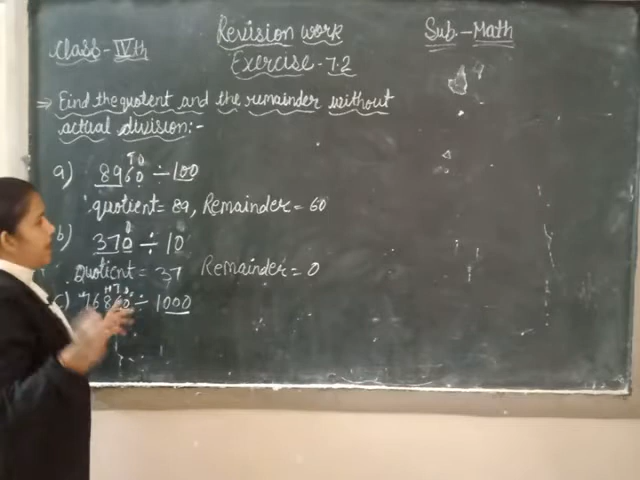 Revision work
Sub.-Math
Class-IVth
Exercise-7.2
⇒ Find the quotent and the remainder without
actual division:-
a) 8960 ÷ 100
T O
quotient = 89, Remainder = 60
b) 370 ÷ 10
O
Quotient = 37 Remainder = 0
c) 76860 ÷ 1000
H T O